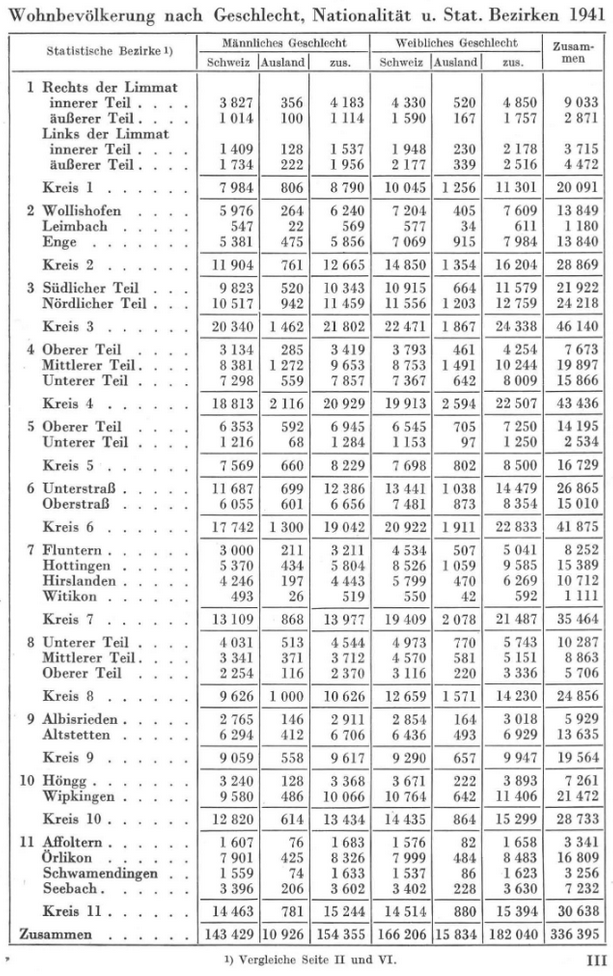 Wohnbevölkerung nach Geschlecht, Nationalität u. Stat. Bezirken 1941
Statistische Bezirke 1) Männliches Geschlecht Weibliches Geschlecht Zusam-
men
Schweiz Ausland zus. Schweiz Ausland zus.
1 Rechts der Limmat
innerer Teil . . . . 3 827 356 4 183 4 330 520 4 850 9 033
äußerer Teil . . . . 1 014 100 1 114 1 590 167 1 757 2 871
Links der Limmat
innerer Teil . . . . 1 409 128 1 537 1 948 230 2 178 3 715
äußerer Teil . . . . 1 734 222 1 956 2 177 339 2 516 4 472
Kreis 1 . . . . . . 7 984 806 8 790 10 045 1 256 11 301 20 091
2 Wollishofen . . . . . 5 976 264 6 240 7 204 405 7 609 13 849
Leimbach . . . . . 547 22 569 577 34 611 1 180
Enge . . . . . . . 5 381 475 5 856 7 069 915 7 984 13 840
Kreis 2 . . . . . . 11 904 761 12 665 14 850 1 354 16 204 28 869
3 Südlicher Teil . . . . 9 823 520 10 343 10 915 664 11 579 21 922
Nördlicher Teil . . . 10 517 942 11 459 11 556 1 203 12 759 24 218
Kreis 3 . . . . . . 20 340 1 462 21 802 22 471 1 867 24 338 46 140
4 Oberer Teil . . . . 3 134 285 3 419 3 793 461 4 254 7 673
Mittlerer Teil . . . . 8 381 1 272 9 653 8 753 1 491 10 244 19 897
Unterer Teil . . . . 7 298 559 7 857 7 367 642 8 009 15 866
Kreis 4 . . . . . . 18 813 2 116 20 929 19 913 2 594 22 507 43 436
5 Oberer Teil . . . . 6 353 592 6 945 6 545 705 7 250 14 195
Unterer Teil . . . . 1 216 68 1 284 1 153 97 1 250 2 534
Kreis 5 . . . . . . 7 569 660 8 229 7 698 802 8 500 16 729
6 Unterstraß . . . . . 11 687 699 12 386 13 441 1 038 14 479 26 865
Oberstraß . . . . . 6 055 601 6 656 7 481 873 8 354 15 010
Kreis 6 . . . . . . 17 742 1 300 19 042 20 922 1 911 22 833 41 875
7 Fluntern . . . . . . 3 000 211 3 211 4 534 507 5 041 8 252
Hottingen . . . . . 5 370 434 5 804 8 526 1 059 9 585 15 389
Hirslanden . . . . . 4 246 197 4 443 5 799 470 6 269 10 712
Witikon . . . . . . 493 26 519 550 42 592 1 111
Kreis 7 . . . . . . 13 109 868 13 977 19 409 2 078 21 487 35 464
8 Unterer Teil . . . . 4 031 513 4 544 4 973 770 5 743 10 287
Mittlerer Teil . . . . 3 341 371 3 712 4 570 581 5 151 8 863
Oberer Teil . . . . 2 254 116 2 370 3 116 220 3 336 5 706
Kreis 8 . . . . . . 9 626 1 000 10 626 12 659 1 571 14 230 24 856
9 Albisrieden . . . . . 2 765 146 2 911 2 854 164 3 018 5 929
Altstetten . . . . . 6 294 412 6 706 6 436 493 6 929 13 635
Kreis 9 . . . . . . 9 059 558 9 617 9 290 657 9 947 19 564
10 Höngg . . . . . . . 3 240 128 3 368 3 671 222 3 893 7 261
Wipkingen . . . . . 9 580 486 10 066 10 764 642 11 406 21 472
Kreis 10 . . . . . . 12 820 614 13 434 14 435 864 15 299 28 733
11 Affoltern . . . . . . 1 607 76 1 683 1 576 82 1 658 3 341
Örlikon . . . . . . 7 901 425 8 326 7 999 484 8 483 16 809
Schwamendingen . . . 1 559 74 1 633 1 537 86 1 623 3 256
Seebach . . . . . . 3 396 206 3 602 3 402 228 3 630 7 232
Kreis 11 . . . . . . 14 463 781 15 244 14 514 880 15 394 30 638
Zusammen . . . . . . 143 429 10 926 154 355 166 206 15 834 182 040 336 395
1) Vergleiche Seite II und VI. III